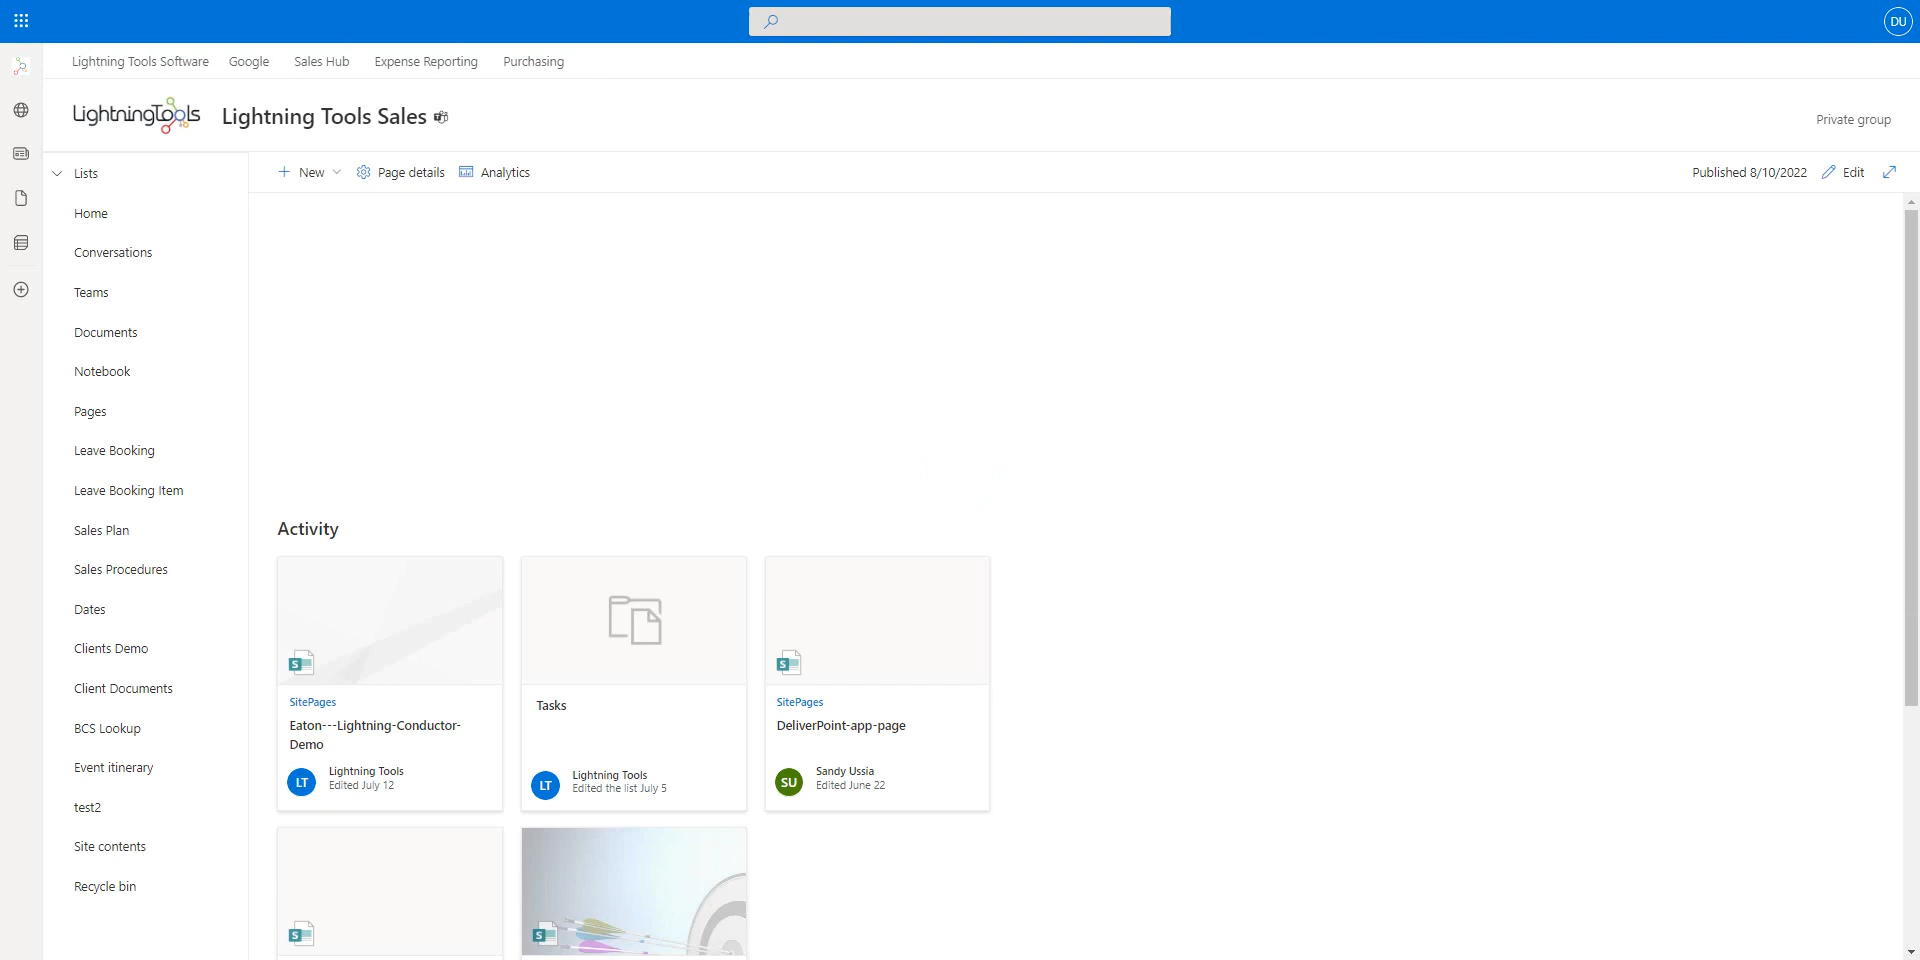 DU
Lightning Tools Software
Google
Sales Hub
Expense Reporting
Purchasing
LightningTools
Lightning Tools Sales
Private group
Lists
Home
Conversations
Teams
Documents
Notebook
Pages
Leave Booking
Leave Booking Item
Sales Plan
Sales Procedures
Dates
Clients Demo
Client Documents
BCS Lookup
Event itinerary
test2
Site contents
Recycle bin
New
Page details
Analytics
Published 8/10/2022
Edit
Activity
S
SitePages
Eaton---Lightning-Conductor-
Demo
LT
Lightning Tools
Edited July 12
Tasks
LT
Lightning Tools
Edited the list July 5
S
SitePages
DeliverPoint-app-page
SU
Sandy Ussia
Edited June 22
S
S